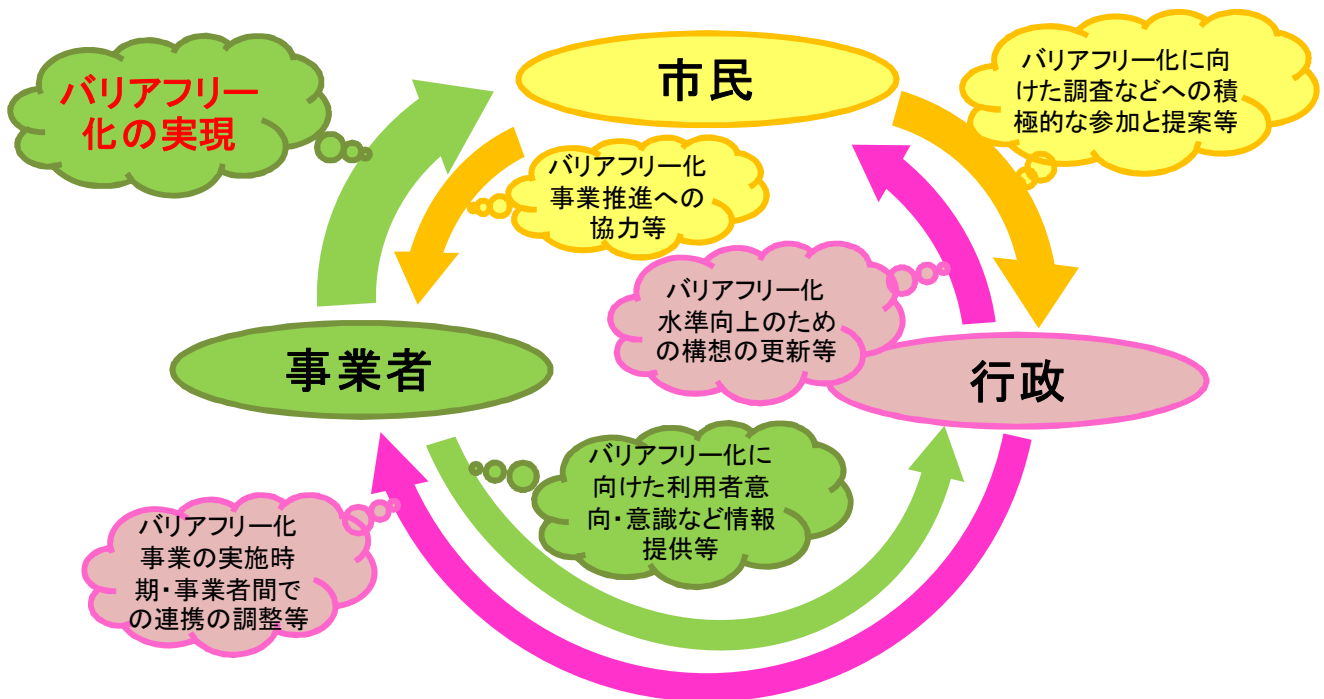 市民
バリアフリー
化の実現
バリアフリー化に向
けた調査などへの積
極的な参加と提案等
バリアフリー化
事業推進への
協力等
バリアフリー化
水準向上のため
の構想の更新等
事業者
行政
バリアフリー化に
向けた利用者意
向・意識など情報
提供等
バリアフリー化
事業の実施時
期・事業者間で
の連携の調整等